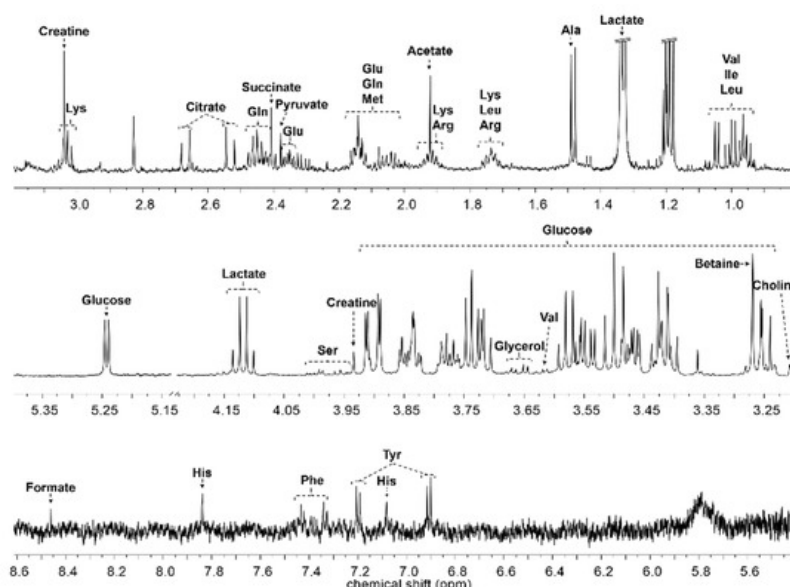 Creatine
Lys
Citrate
Gln
Succinate
Pyruvate
Glu
Glu
Gln
Met
Acetate
Lys
Arg
Lys
Leu
Arg
Ala
Lactate
Val
Ile
Leu
3.0 2.8 2.6 2.4 2.2 2.0 1.8 1.6 1.4 1.2 1.0
Glucose
Lactate
Ser
Creatine
Glucose
Glycerol
Val
Betaine
Cholin
5.35 5.25 5.15 4.15 4.05 3.95 3.85 3.75 3.65 3.55 3.45 3.35 3.25
Formate
His
Phe
Tyr
His
8.6 8.4 8.2 8.0 7.8 7.6 7.4 7.2 7.0 6.8 6.6 6.4 6.2 6.0 5.8 5.6
chemical shift (ppm)